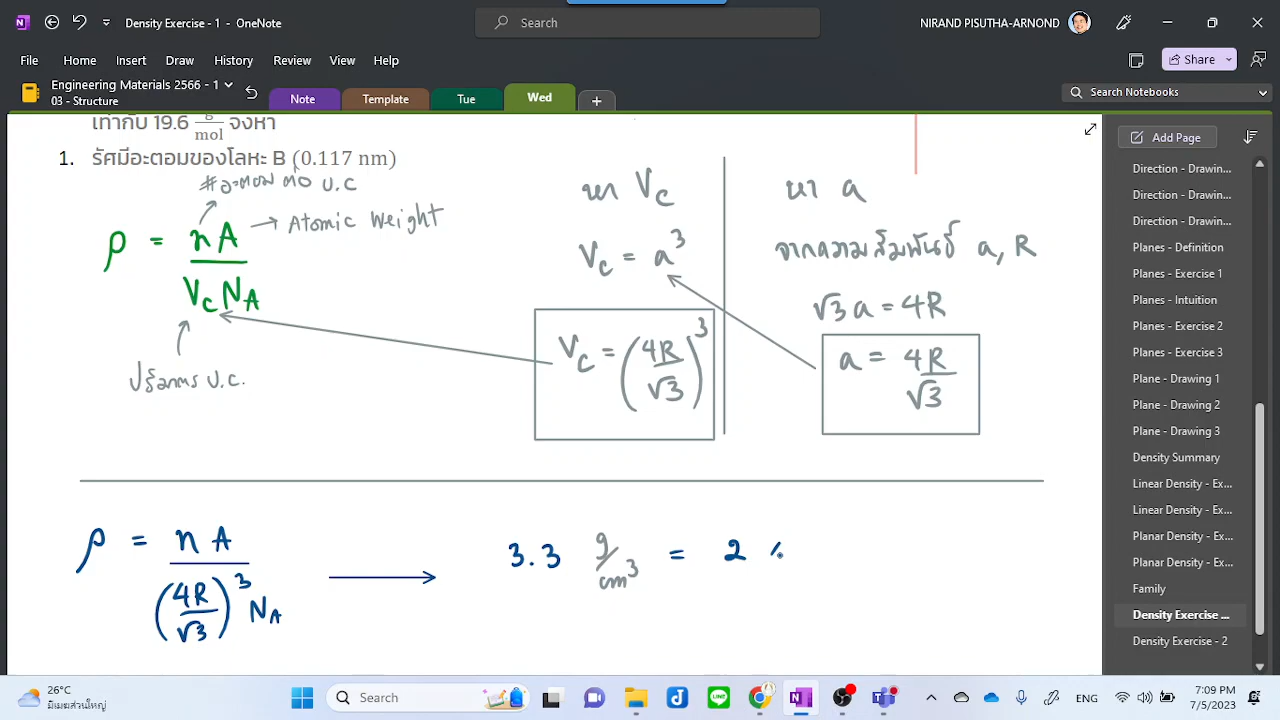 Density Exercise 1 - OneNote
Search
NIRAND PISUTHA-ARNOND
File Home Insert Draw History Review View Help
Share
Engineering Materials 2566 - 1
03 - Structure
Note
Template
Tue
Wed
+
Search Notebooks
Add Page
เท่ากับ 19.6 g/mol จงหา
1. รัศมีอะตอมของโลหะ B (0.117 nm)
#อะตอม ต่อ U.C
ρ = nA / VcNA
→ Atomic Weight
ปริมาตร U.C.
หา Vc
Vc = a³
Vc = (4R/√3)³
หา a
จากความสัมพันธ์ a, R
√3 a = 4R
a = 4R/√3
ρ = n A / (4R/√3)³ NA
3.3 g/cm³ = 2
Direction - Drawin...
Direction - Drawin...
Direction - Drawin...
Planes - Definition
Planes - Exercise 1
Planes - Intuition
Planes - Exercise 2
Planes - Exercise 3
Plane - Drawing 1
Plane - Drawing 2
Plane - Drawing 3
Density Summary
Linear Density - Ex...
Linear Density - Ex...
Planar Density - Ex...
Planar Density - Ex...
Family
Density Exercise ...
Density Exercise - 2
26°C
มีเมฆบางส่วน
Search
LINE
ENG
7:09 PM
7/5/2023